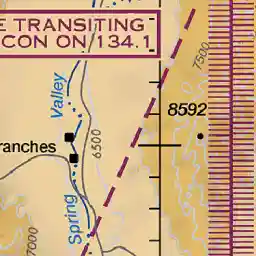 E TRANSITING
CON ON 134.1
Valley
7500
8592
6500
ranches
Spring
7000